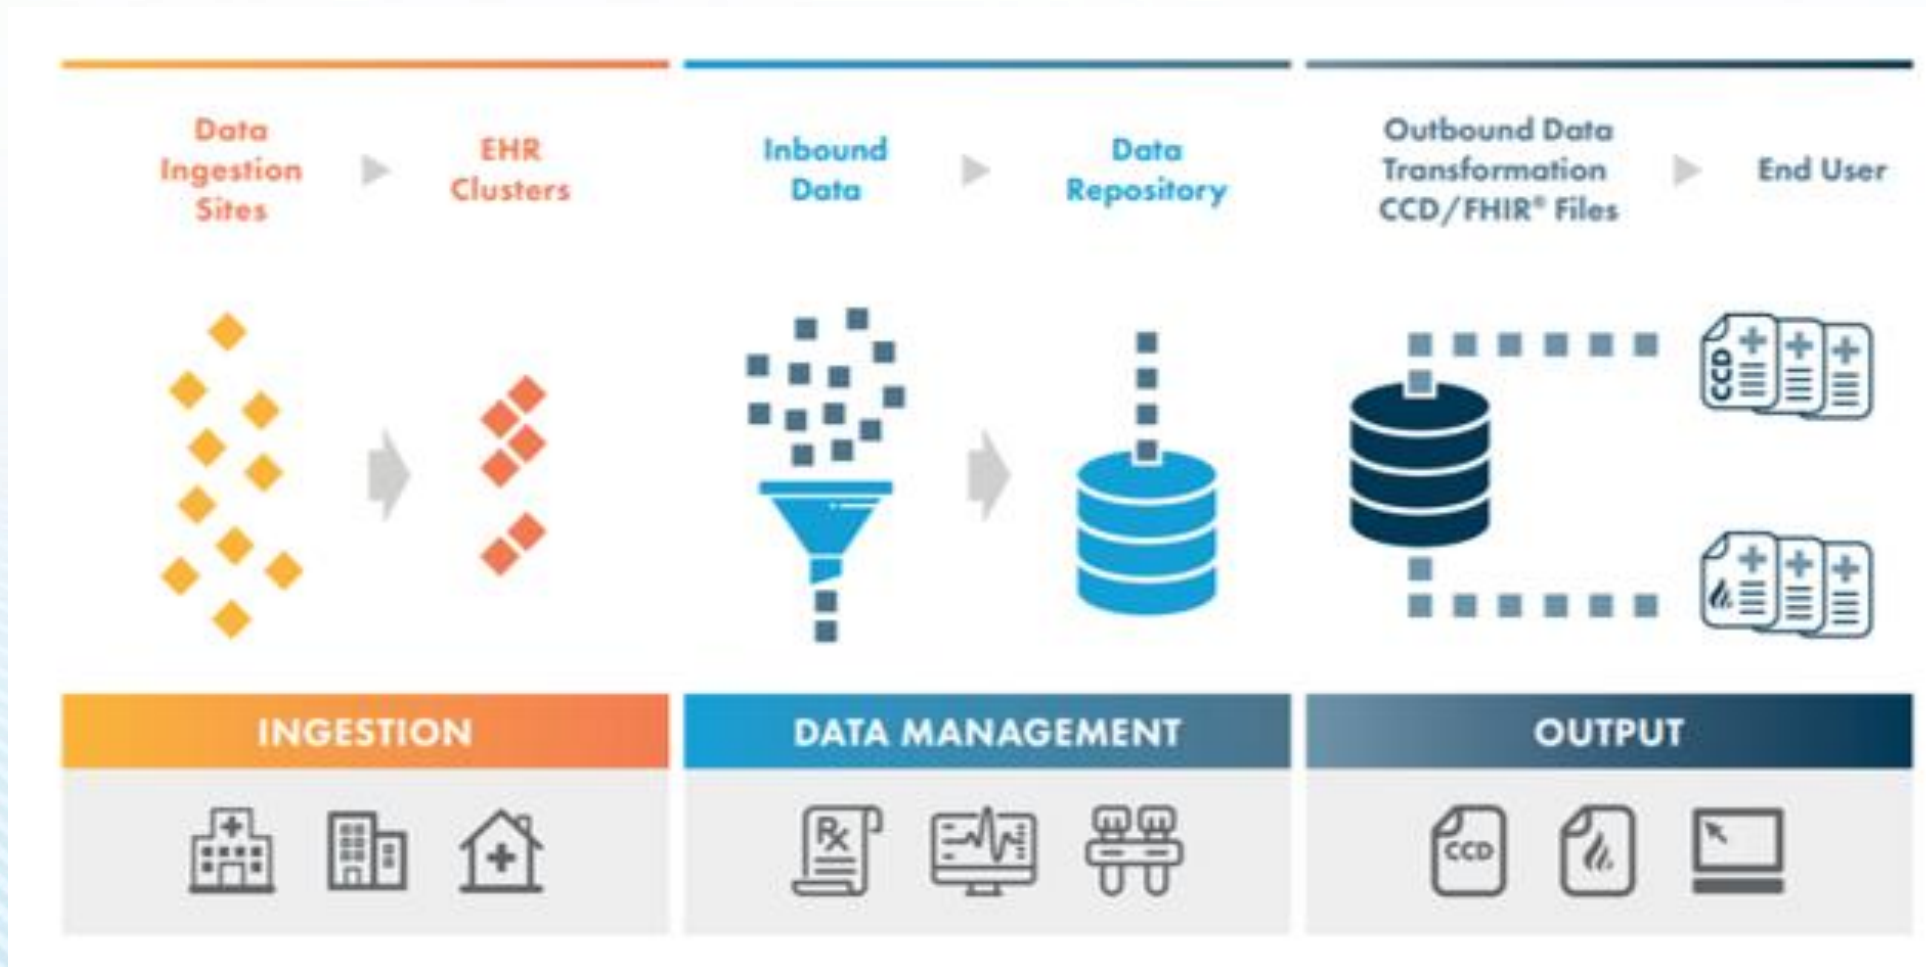 Data
Ingestion
Sites
EHR
Clusters
Inbound
Data
Data
Repository
Outbound Data
Transformation
CCD/FHIR® Files
End User
CCD
INGESTION
DATA MANAGEMENT
OUTPUT
Rx
CCD